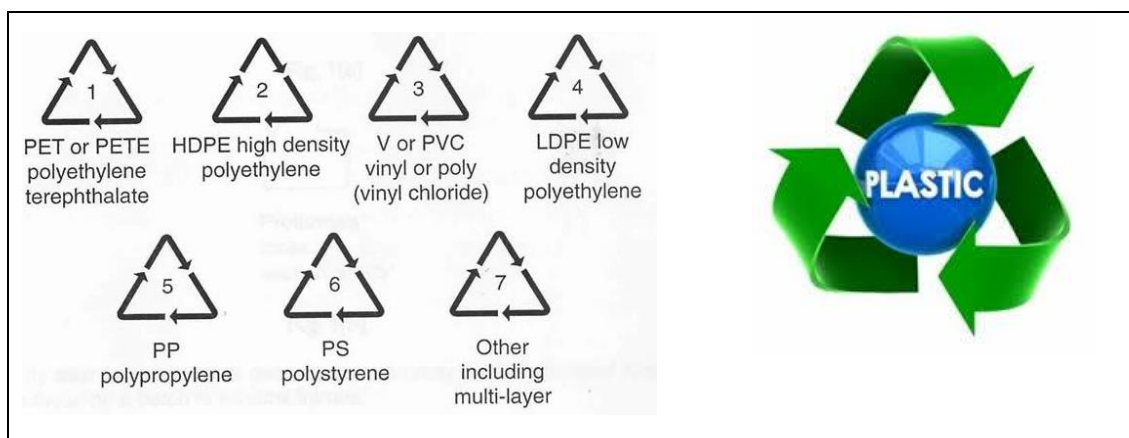 1
PET or PETE
polyethylene
terephthalate
2
HDPE high density
polyethylene
3
V or PVC
vinyl or poly
(vinyl chloride)
4
LDPE low
density
polyethylene
PLASTIC
5
PP
polypropylene
6
PS
polystyrene
7
Other
including
multi-layer